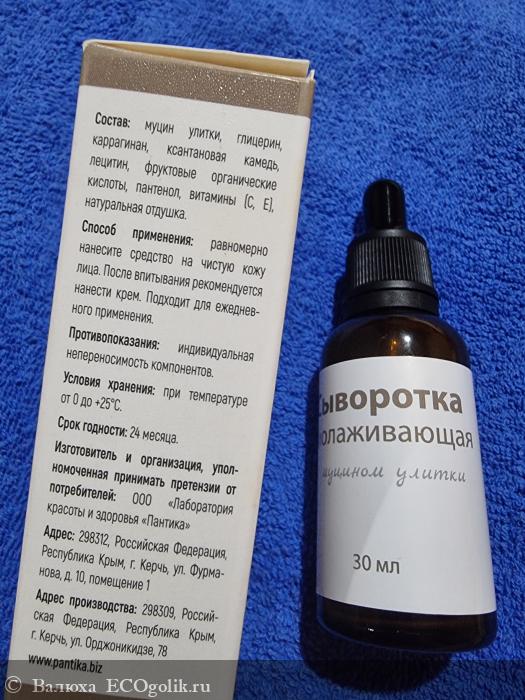 Состав: муцин улитки, глицерин,
каррагинан, ксантановая камедь,
лецитин, фруктовые органические
кислоты, пантенол, витамины (С, Е),
натуральная отдушка.
Способ применения: равномерно
нанесите средство на чистую кожу
лица. После впитывания рекомендуется
нанести крем. Подходит для ежеднев-
ного применения.
Противопоказания: индивидуальная
непереносимость компонентов.
Условия хранения: при температуре
от 0 до +25°С.
Срок годности: 24 месяца.
Изготовитель и организация, упол-
номоченная принимать претензии от
потребителей: ООО «Лаборатория
красоты и здоровья «Пантика»
Адрес: 298312, Российская Федерация,
Республика Крым, г. Керчь, ул. Фурма-
нова, д. 10, помещение 1
Адрес производства: 298309, Россий-
ская Федерация, Республика Крым,
г. Керчь, ул. Орджоникидзе, 78
www.pantika.biz
Сыворотка
молаживающая
муцином улитки
30 мл
© Валюха ECOgolik.ru